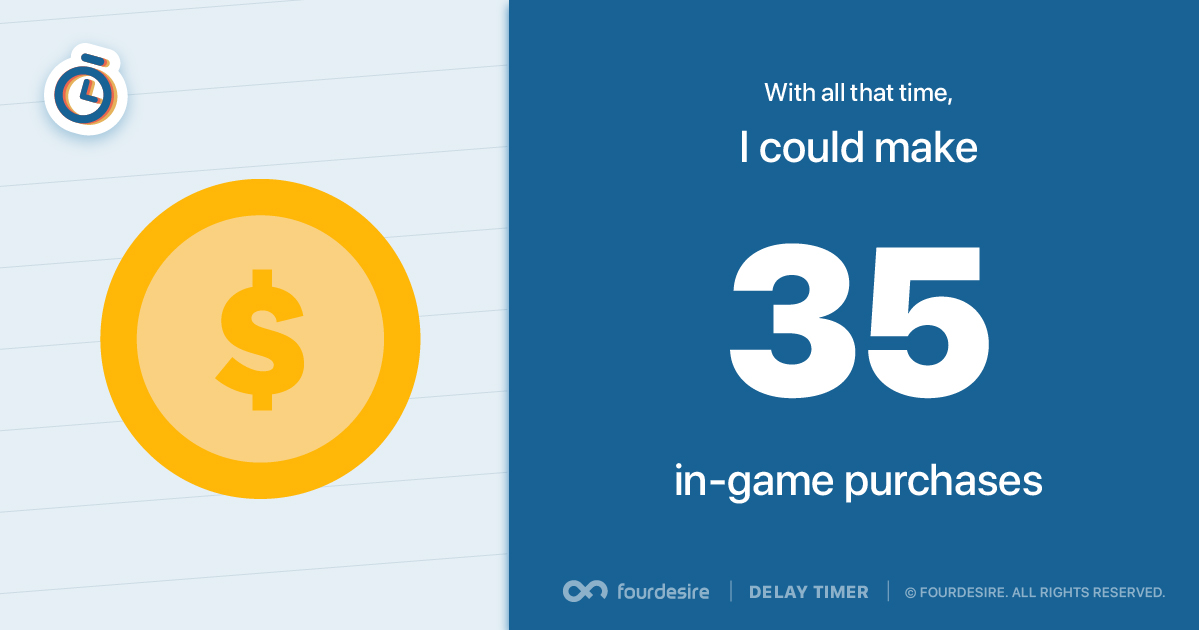 With all that time,
I could make
35
in-game purchases
$
fourdesire | DELAY TIMER | © FOURDESIRE. ALL RIGHTS RESERVED.